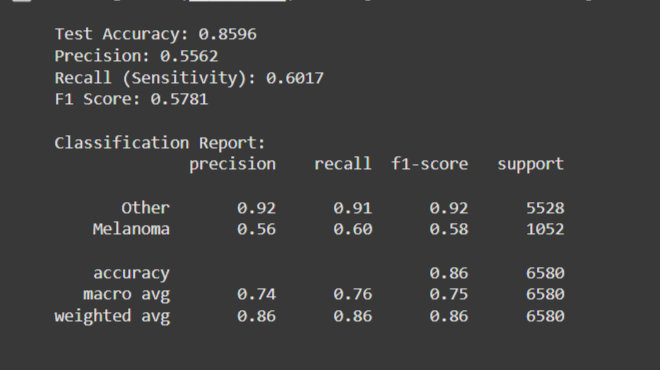 Test Accuracy: 0.8596
Precision: 0.5562
Recall (Sensitivity): 0.6017
F1 Score: 0.5781
Classification Report:
precision recall f1-score support
Other 0.92 0.91 0.92 5528
Melanoma 0.56 0.60 0.58 1052
accuracy 0.86 6580
macro avg 0.74 0.76 0.75 6580
weighted avg 0.86 0.86 0.86 6580